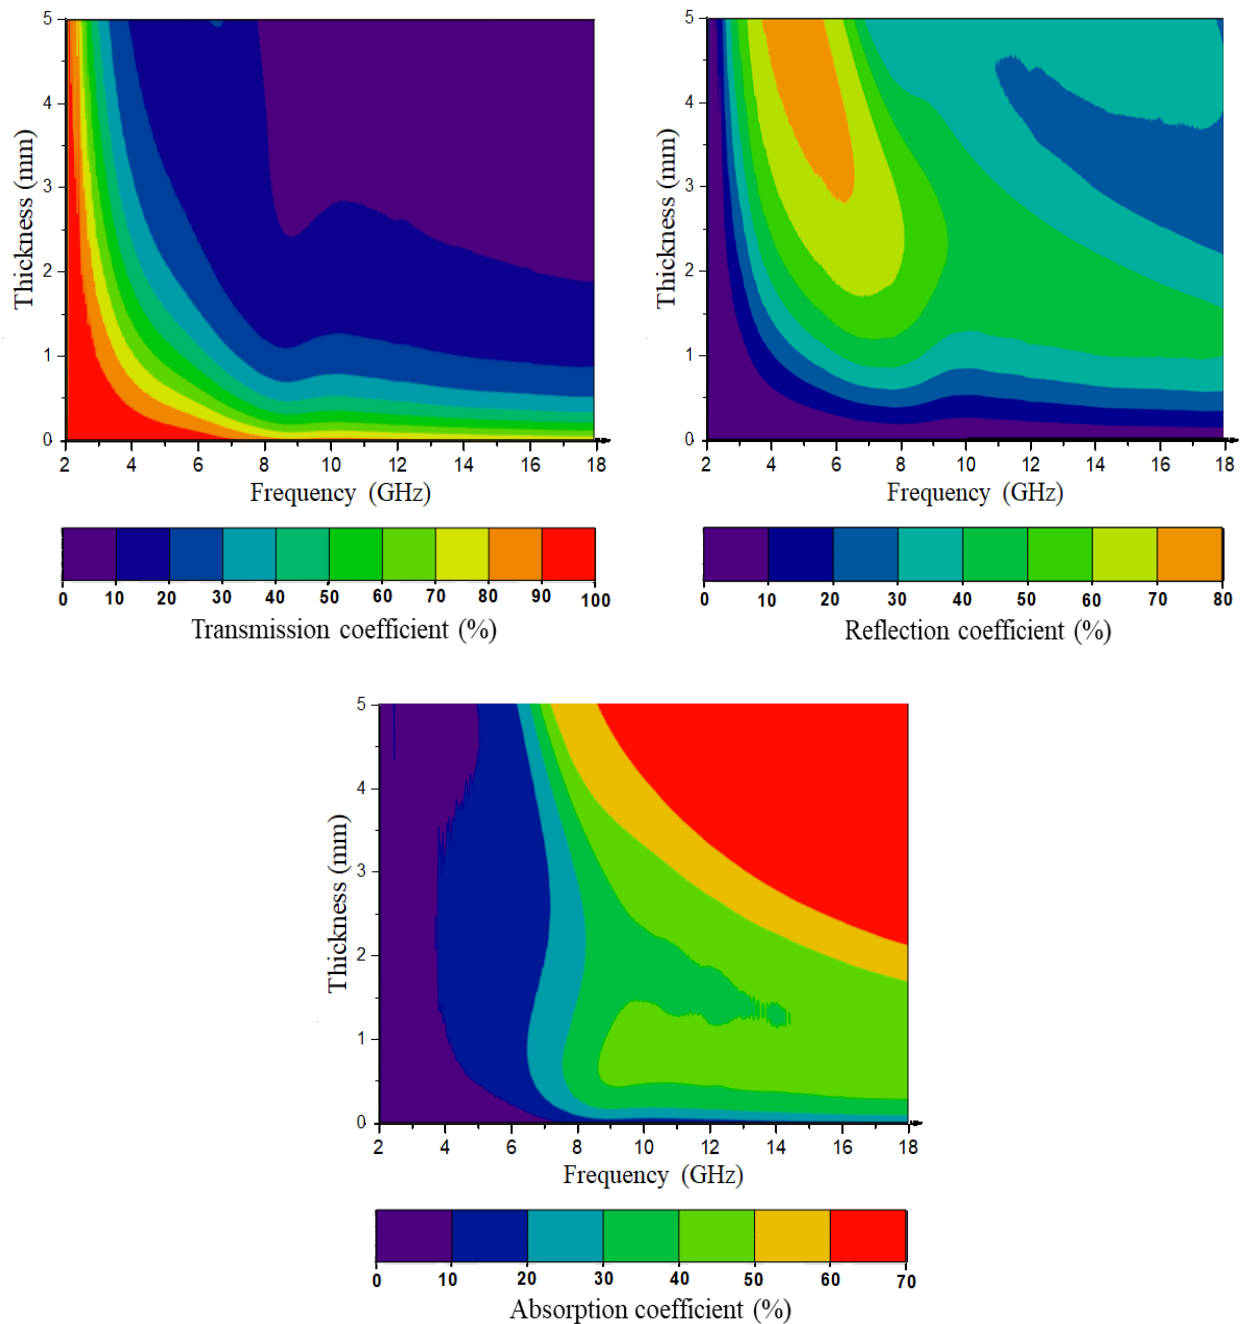 5
4
3
2
1
0
Thickness (mm)
2 4 6 8 10 12 14 16 18
Frequency (GHz)
0 10 20 30 40 50 60 70 80 90 100
Transmission coefficient (%)
5
4
3
2
1
0
Thickness (mm)
2 4 6 8 10 12 14 16 18
Frequency (GHz)
0 10 20 30 40 50 60 70 80
Reflection coefficient (%)
5
4
3
2
1
0
Thickness (mm)
2 4 6 8 10 12 14 16 18
Frequency (GHz)
0 10 20 30 40 50 60 70
Absorption coefficient (%)